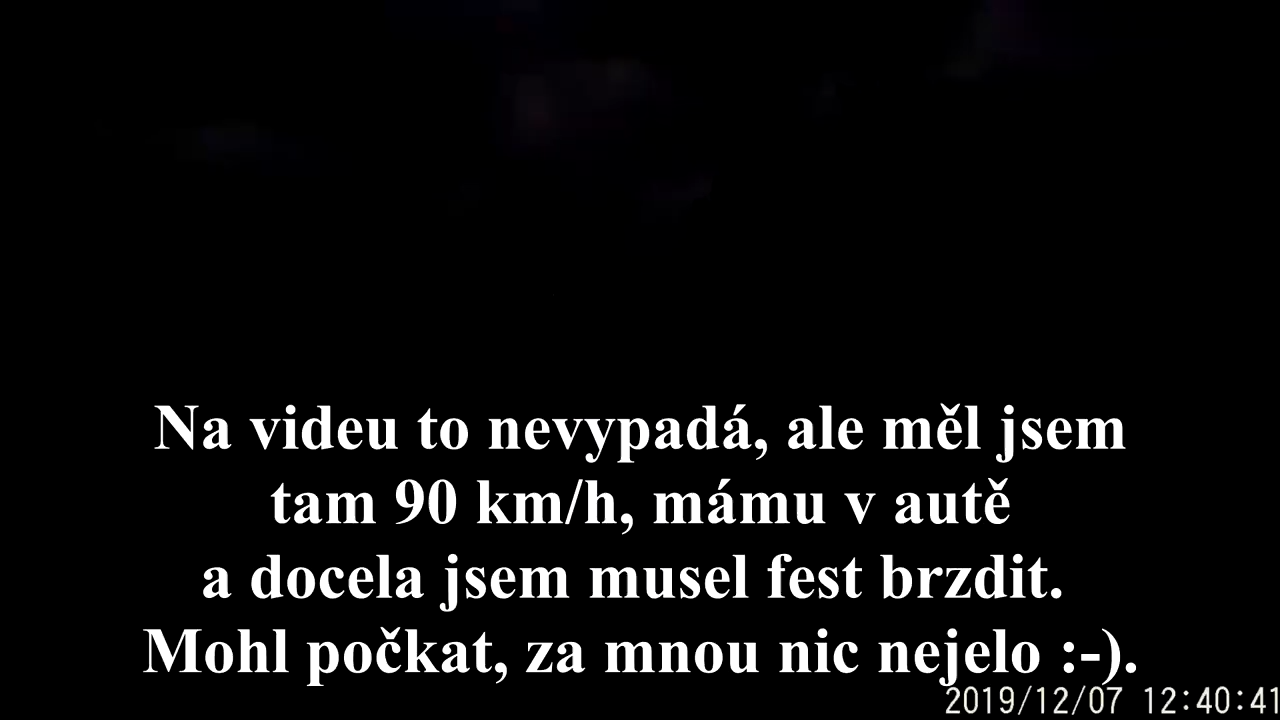 Na videu to nevypadá, ale měl jsem
tam 90 km/h, mámu v autě
a docela jsem musel fest brzdit.
Mohl počkat, za mnou nic nejelo :-).
2019/12/07 12:40:41